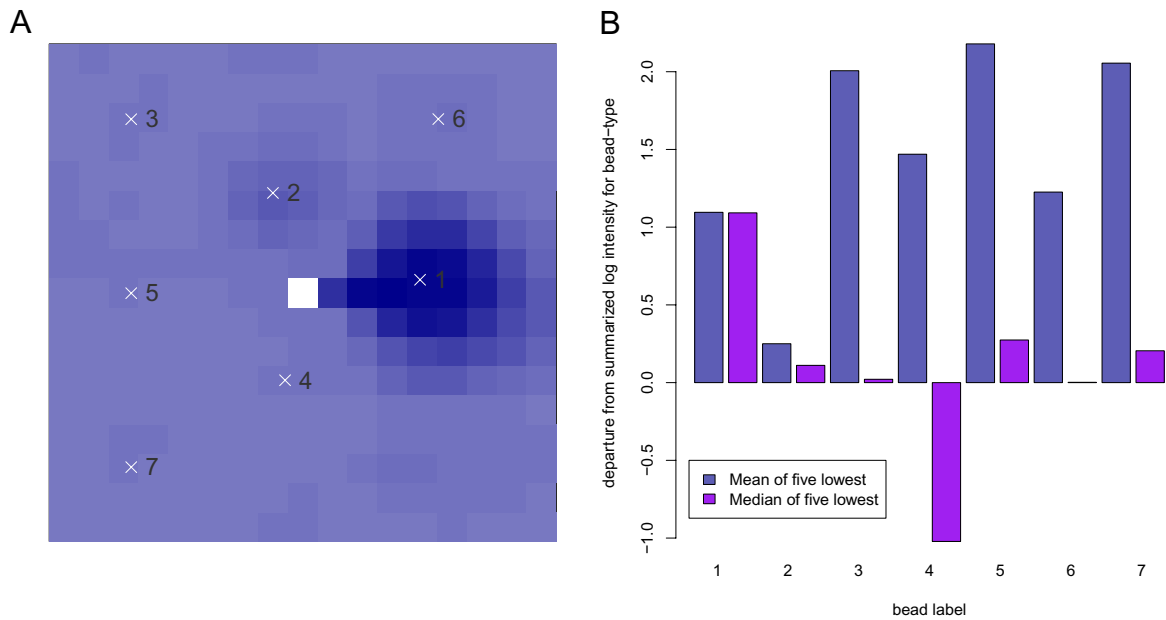 A
3
6
2
1
5
4
7
B
departure from summarized log intensity for bead−type
2.0
1.5
1.0
0.5
0.0
−0.5
−1.0
Mean of five lowest
Median of five lowest
1 2 3 4 5 6 7
bead label